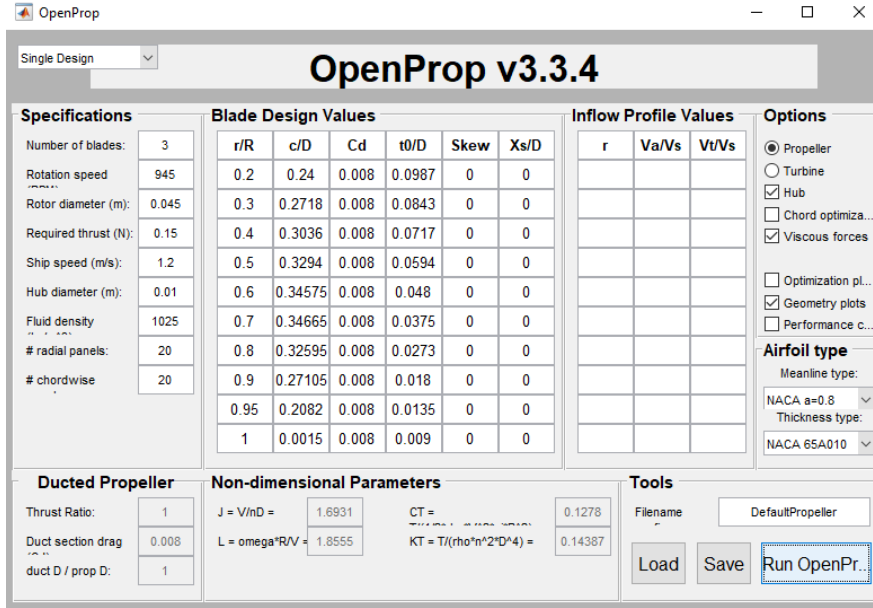 OpenProp
Single Design
OpenProp v3.3.4
Specifications
Number of blades: 3
Rotation speed 945
Rotor diameter (m): 0.045
Required thrust (N): 0.15
Ship speed (m/s): 1.2
Hub diameter (m): 0.01
Fluid density 1025
# radial panels: 20
# chordwise 20
Blade Design Values
r/R c/D Cd t0/D Skew Xs/D
0.2 0.24 0.008 0.0987 0 0
0.3 0.2718 0.008 0.0843 0 0
0.4 0.3036 0.008 0.0717 0 0
0.5 0.3294 0.008 0.0594 0 0
0.6 0.34575 0.008 0.048 0 0
0.7 0.34665 0.008 0.0375 0 0
0.8 0.32595 0.008 0.0273 0 0
0.9 0.27105 0.008 0.018 0 0
0.95 0.2082 0.008 0.0135 0 0
1 0.0015 0.008 0.009 0 0
Inflow Profile Values
r Va/Vs Vt/Vs
Options
Propeller
Turbine
Hub
Chord optimiza...
Viscous forces
Optimization pl...
Geometry plots
Performance c...
Airfoil type
Meanline type:
NACA a=0.8
Thickness type:
NACA 65A010
Ducted Propeller
Thrust Ratio: 1
Duct section drag 0.008
duct D / prop D: 1
Non-dimensional Parameters
J = V/nD = 1.6931
L = omega*R/V = 1.8555
CT = 0.1278
KT = T/(rho*n^2*D^4) = 0.14387
Tools
Filename DefaultPropeller
Load Save Run OpenPr...